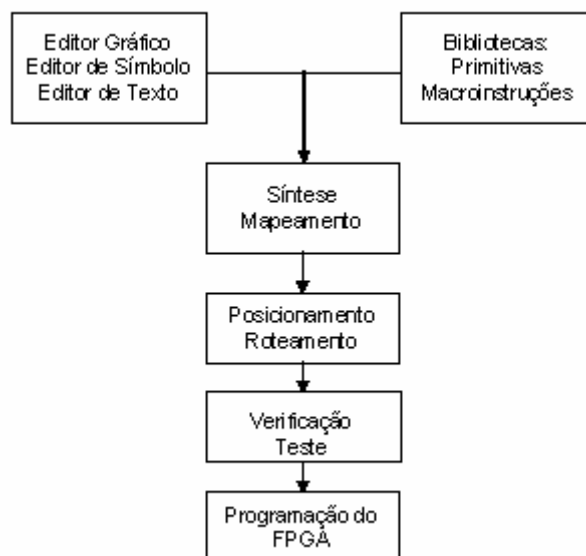 Editor Gráfico
Editor de Símbolo
Editor de Texto
Bibliotecas:
Primitivas
Macroinstruções
Síntese
Mapeamento
Posicionamento
Roteamento
Verificação
Teste
Programação do
FPGA